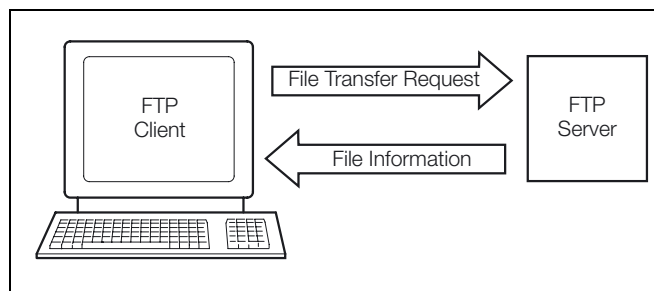 FTP
Client
File Transfer Request
File Information
FTP
Server